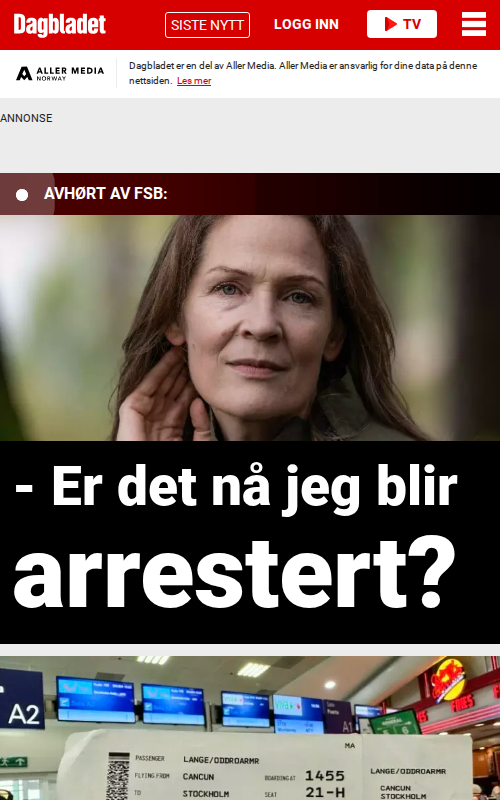 Dagbladet
SISTE NYTT
LOGG INN
TV
ALLER MEDIA
NORWAY
Dagbladet er en del av Aller Media. Aller Media er ansvarlig for dine data på denne
nettsiden. Les mer
ANNONSE
AVHØRT AV FSB:
- Er det nå jeg blir
arrestert?
A2
A1
FRIES
MA
PASSENGER LANGE/ODDROARMR
FLYING FROM CANCUN
TO STOCKHOLM
BOARDING AT 1455
SEAT 21-H
LANGE/ODDROARMR
CANCUN
STOCKHOLM